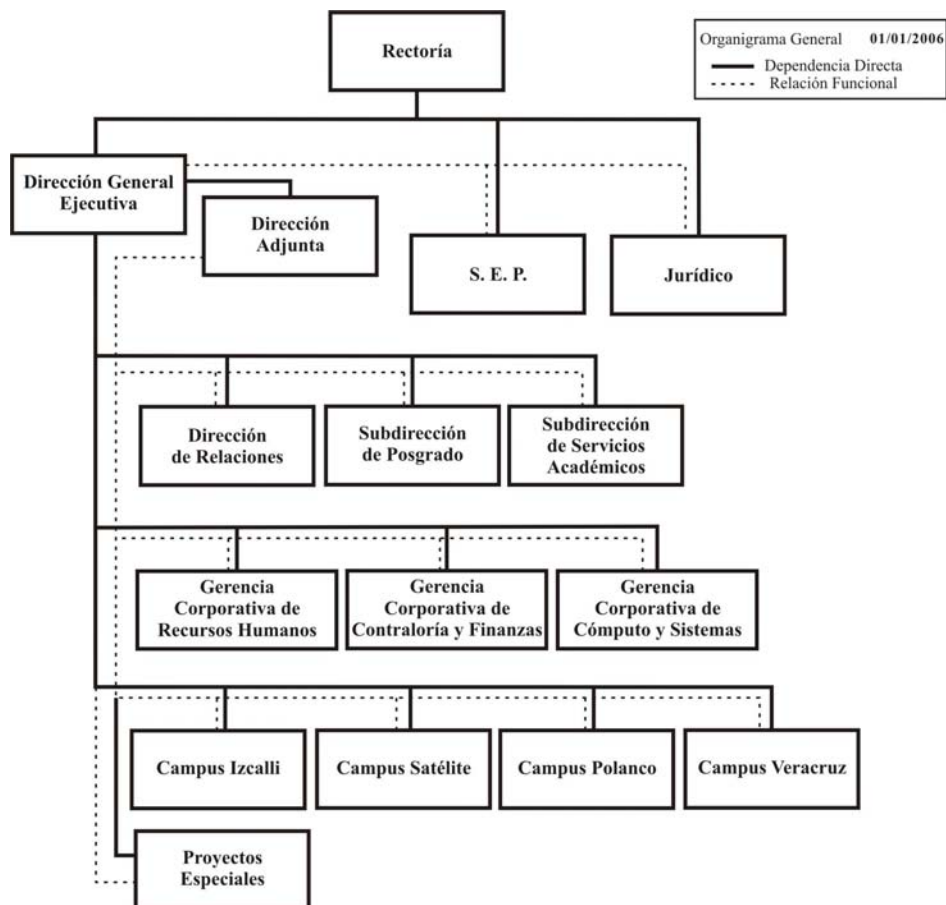 Rectoría
Organigrama General 01/01/2006
Dependencia Directa
Relación Funcional
Dirección General
Ejecutiva
Dirección
Adjunta
S. E. P.
Jurídico
Dirección
de Relaciones
Subdirección
de Posgrado
Subdirección
de Servicios
Académicos
Gerencia
Corporativa de
Recursos Humanos
Gerencia
Corporativa de
Contraloría y Finanzas
Gerencia
Corporativa de
Cómputo y Sistemas
Campus Izcalli
Campus Satélite
Campus Polanco
Campus Veracruz
Proyectos
Especiales